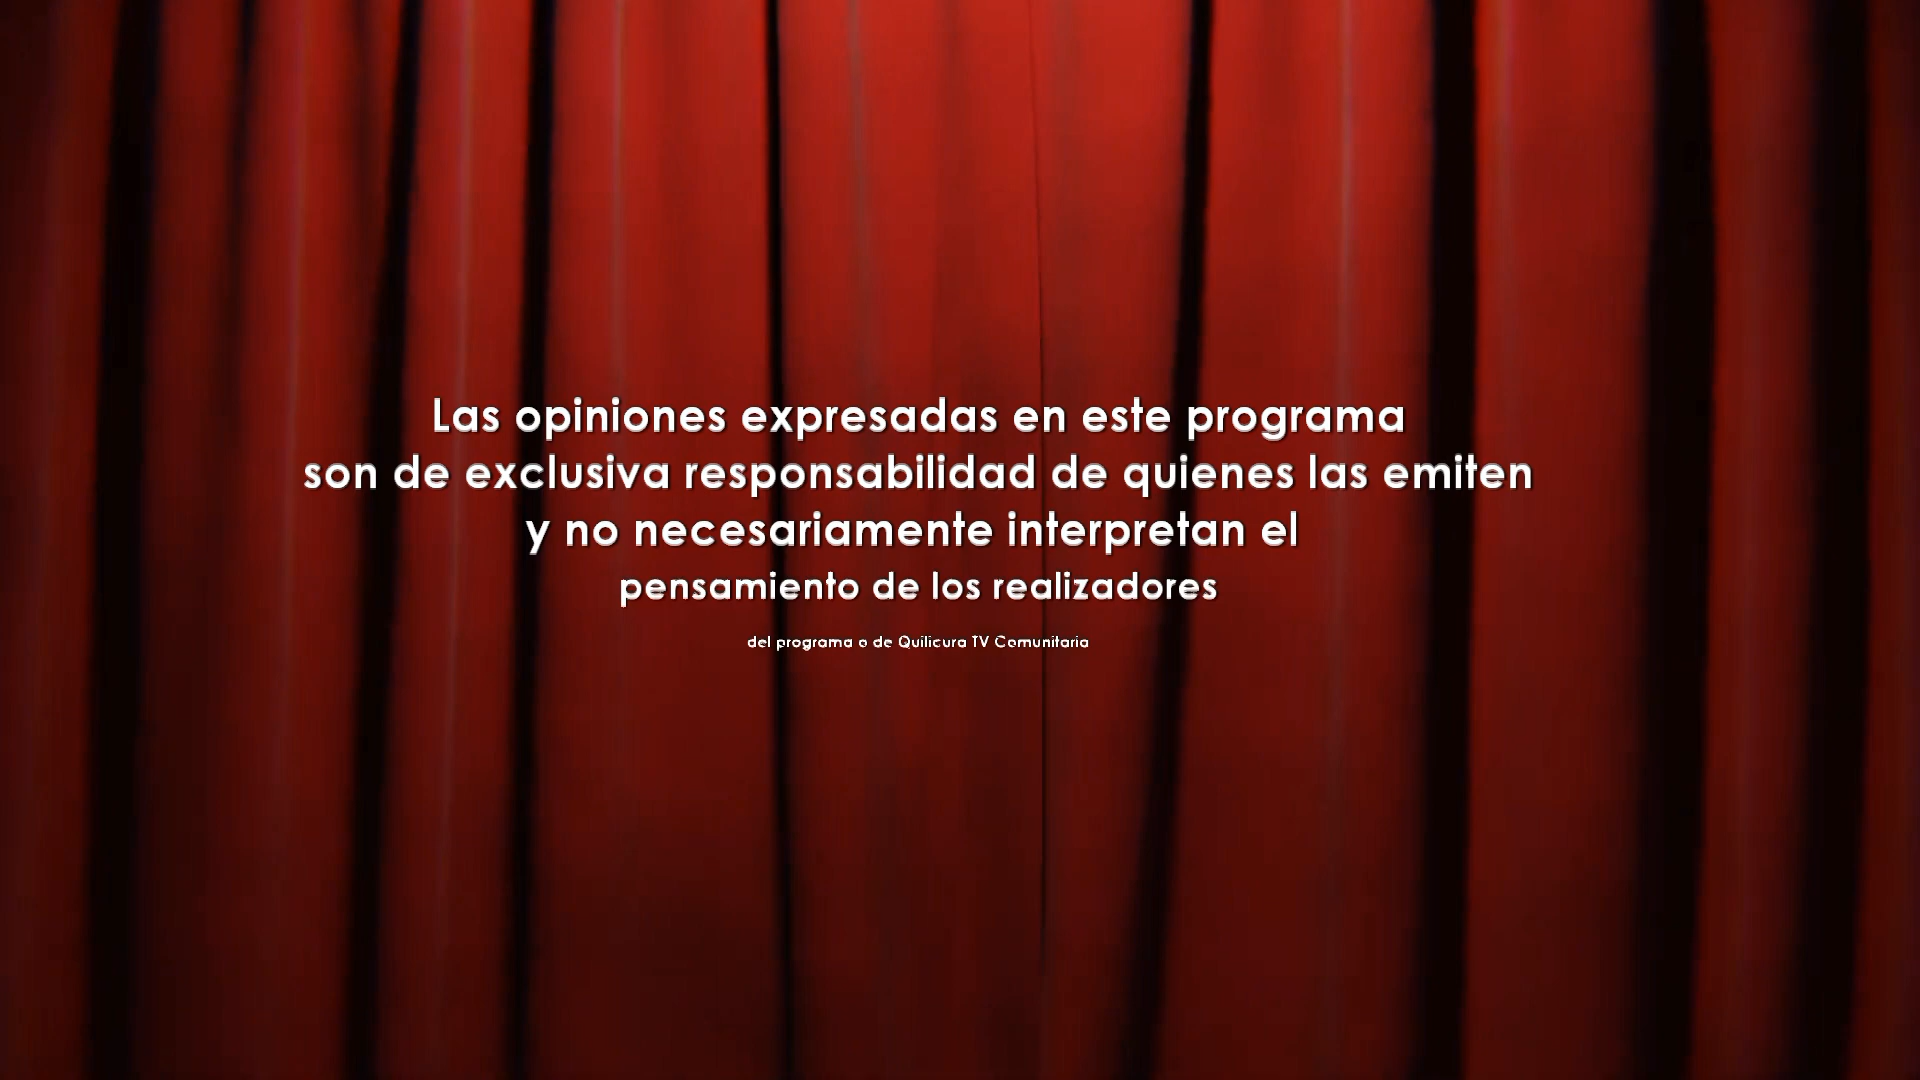 Las opiniones expresadas en este programa
son de exclusiva responsabilidad de quienes las emiten
y no necesariamente interpretan el
pensamiento de los realizadores
del programa o de Quilicura TV Comunitaria